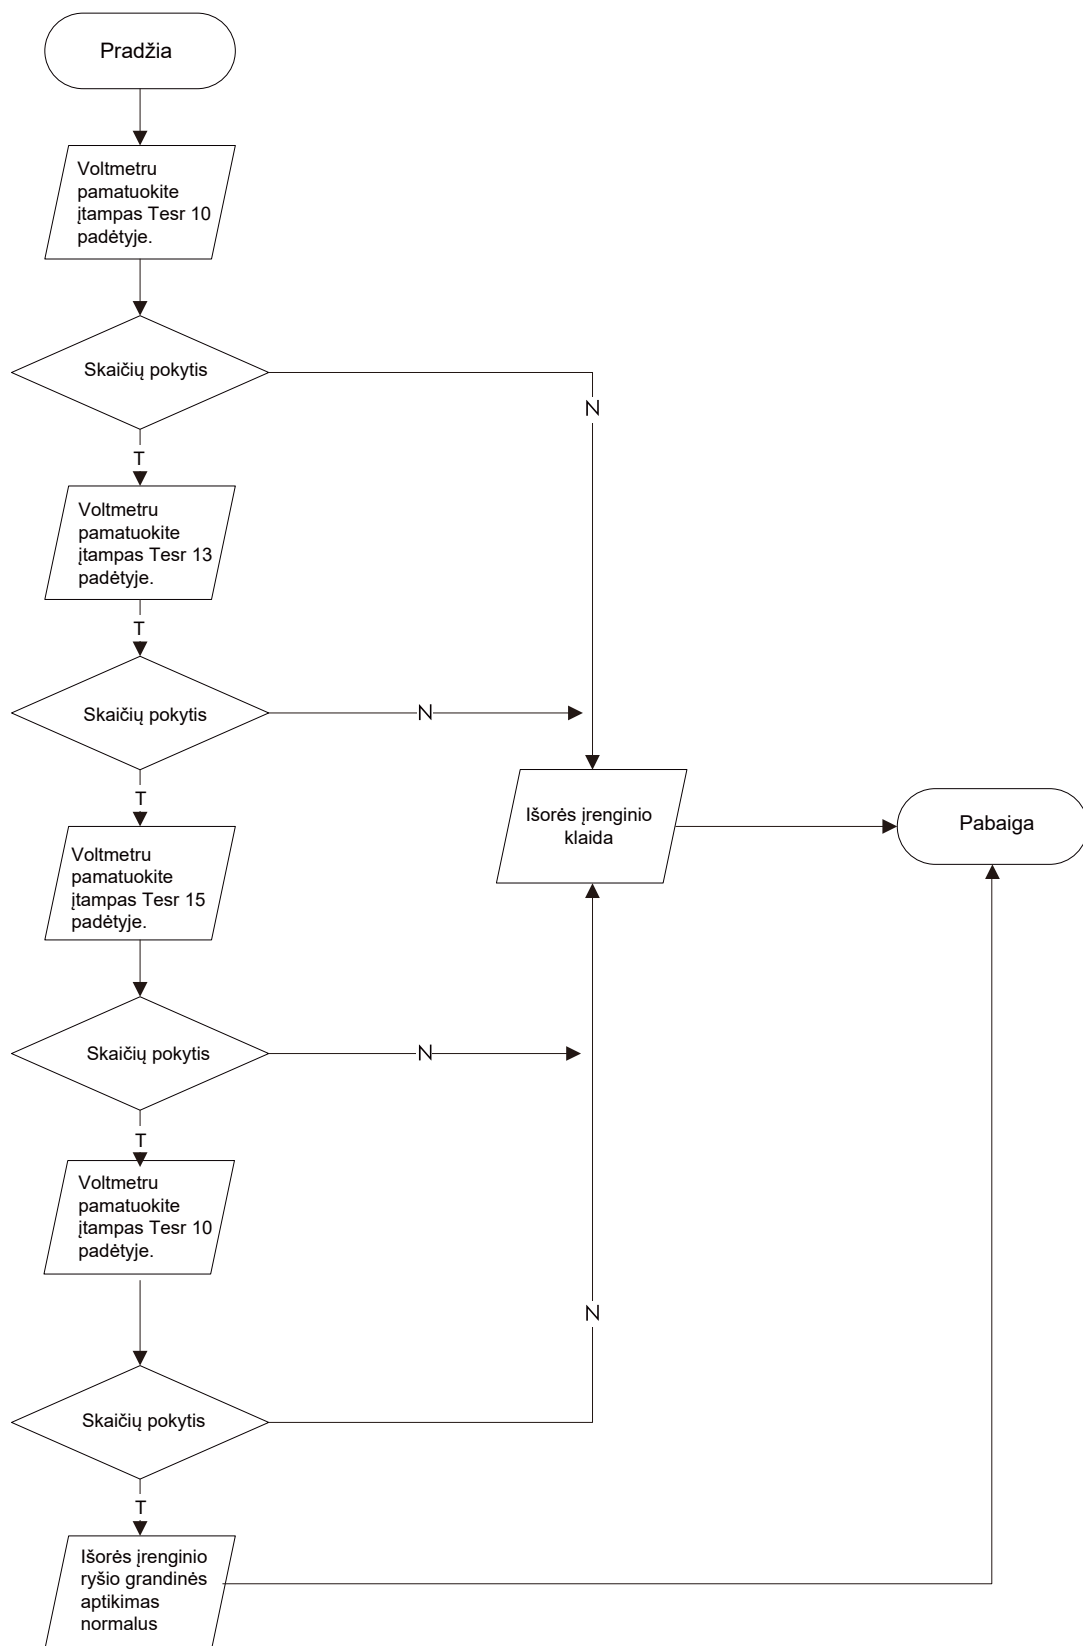 Pradžia
Voltmetru
pamatuokite
įtampas Tesr 10
padėtyje.
Skaičių pokytis
N
T
Voltmetru
pamatuokite
įtampas Tesr 13
padėtyje.
T
Skaičių pokytis
N
T
Išorės įrenginio
klaida
Pabaiga
Voltmetru
pamatuokite
įtampas Tesr 15
padėtyje.
Skaičių pokytis
N
T
Voltmetru
pamatuokite
įtampas Tesr 10
padėtyje.
N
Skaičių pokytis
T
Išorės įrenginio
ryšio grandinės
aptikimas
normalus